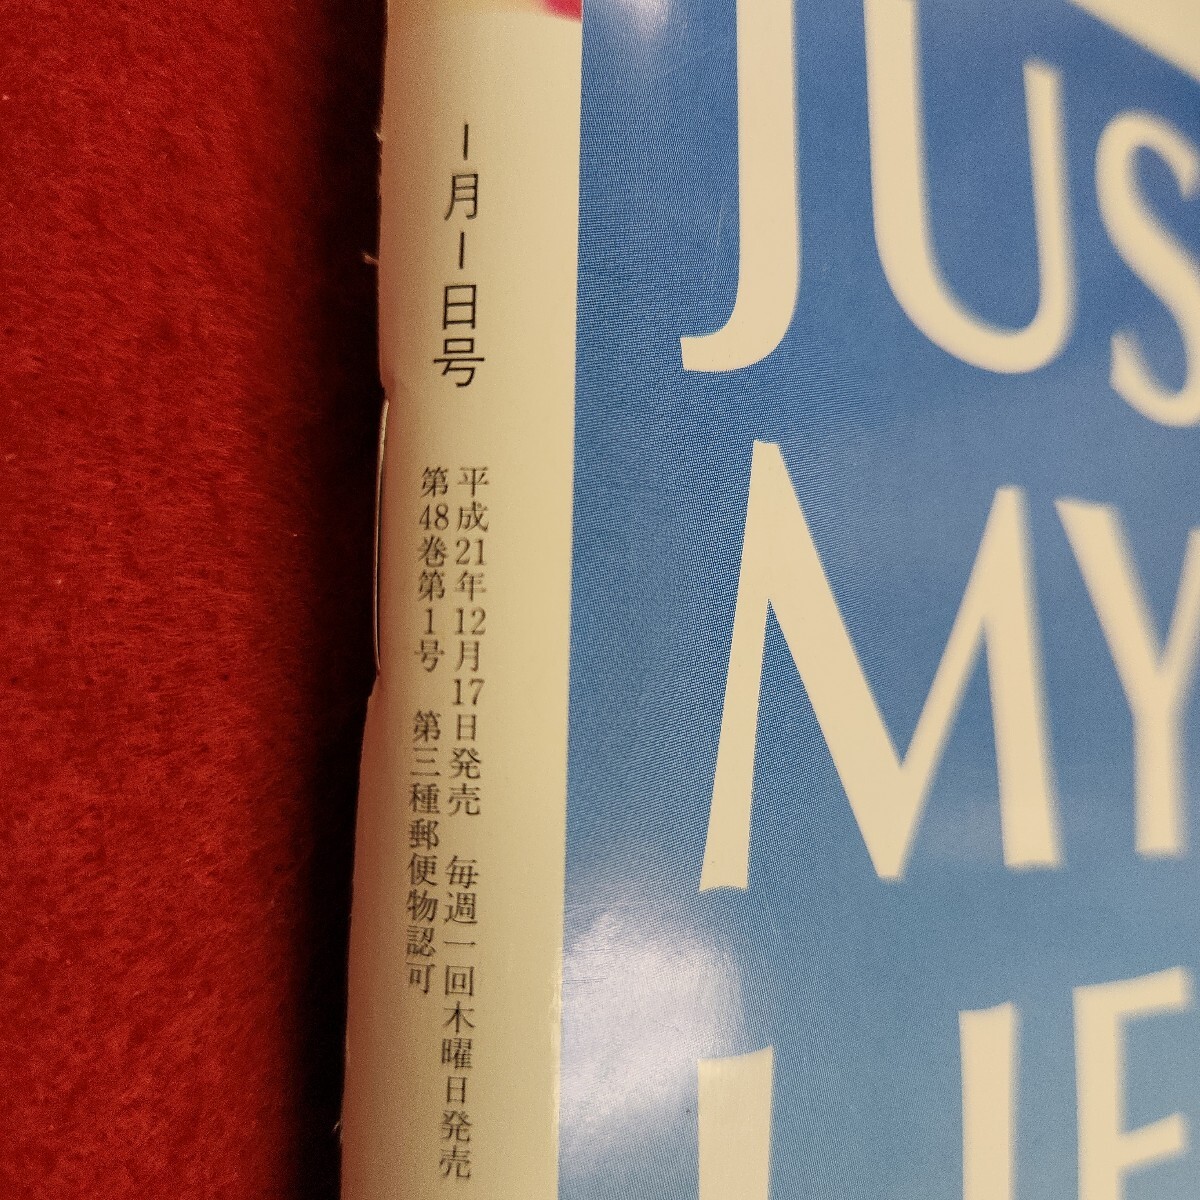 1月1日号
平成21年12月17日発売 毎週一回木曜日発売
第48巻第1号 第三種郵便物認可
JUS
MY
LIF